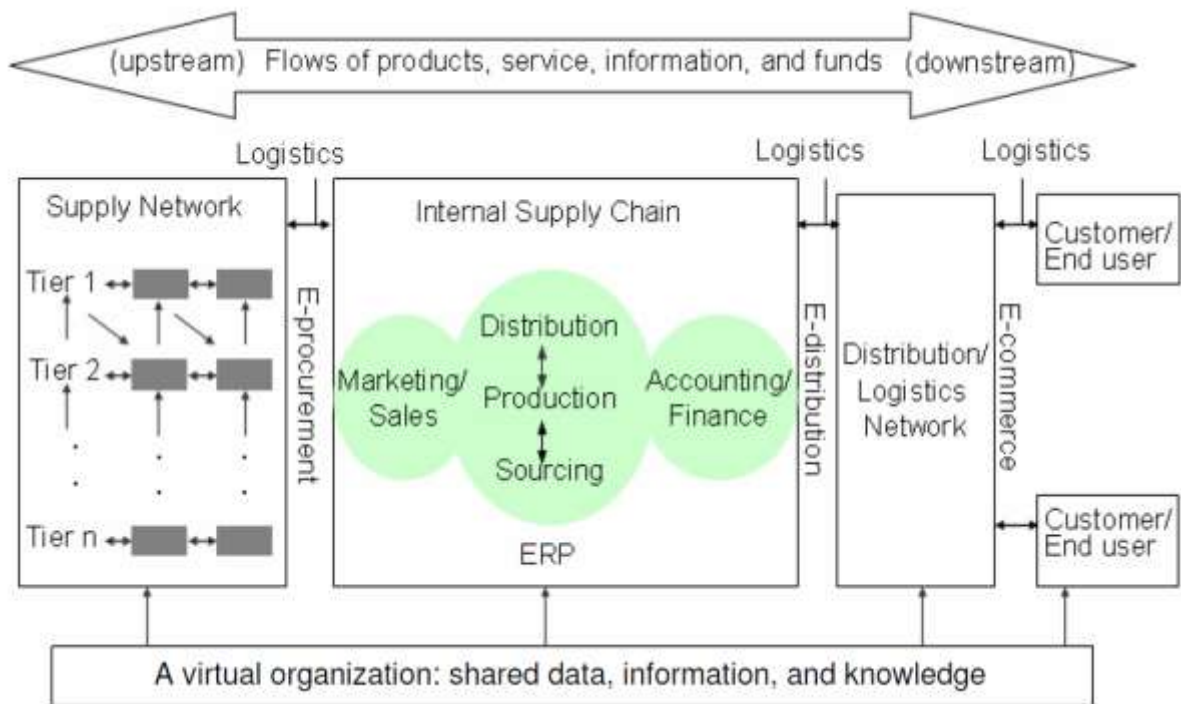 (upstream) Flows of products, service, information, and funds (downstream)
Logistics
Logistics
Logistics
Supply Network
Tier 1
Tier 2
Tier n
E-procurement
Internal Supply Chain
Marketing/
Sales
Distribution
Production
Sourcing
Accounting/
Finance
ERP
E-distribution
Distribution/
Logistics
Network
E-commerce
Customer/
End user
Customer/
End user
A virtual organization: shared data, information, and knowledge